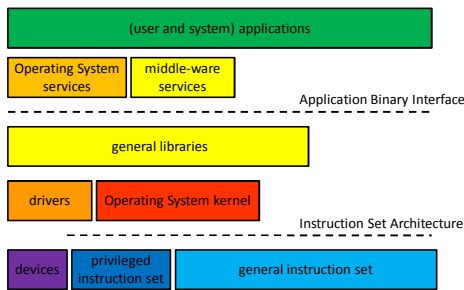 (user and system) applications
Operating System
services
middle-ware
services
Application Binary Interface
general libraries
drivers
Operating System kernel
Instruction Set Architecture
devices
privileged
instruction set
general instruction set